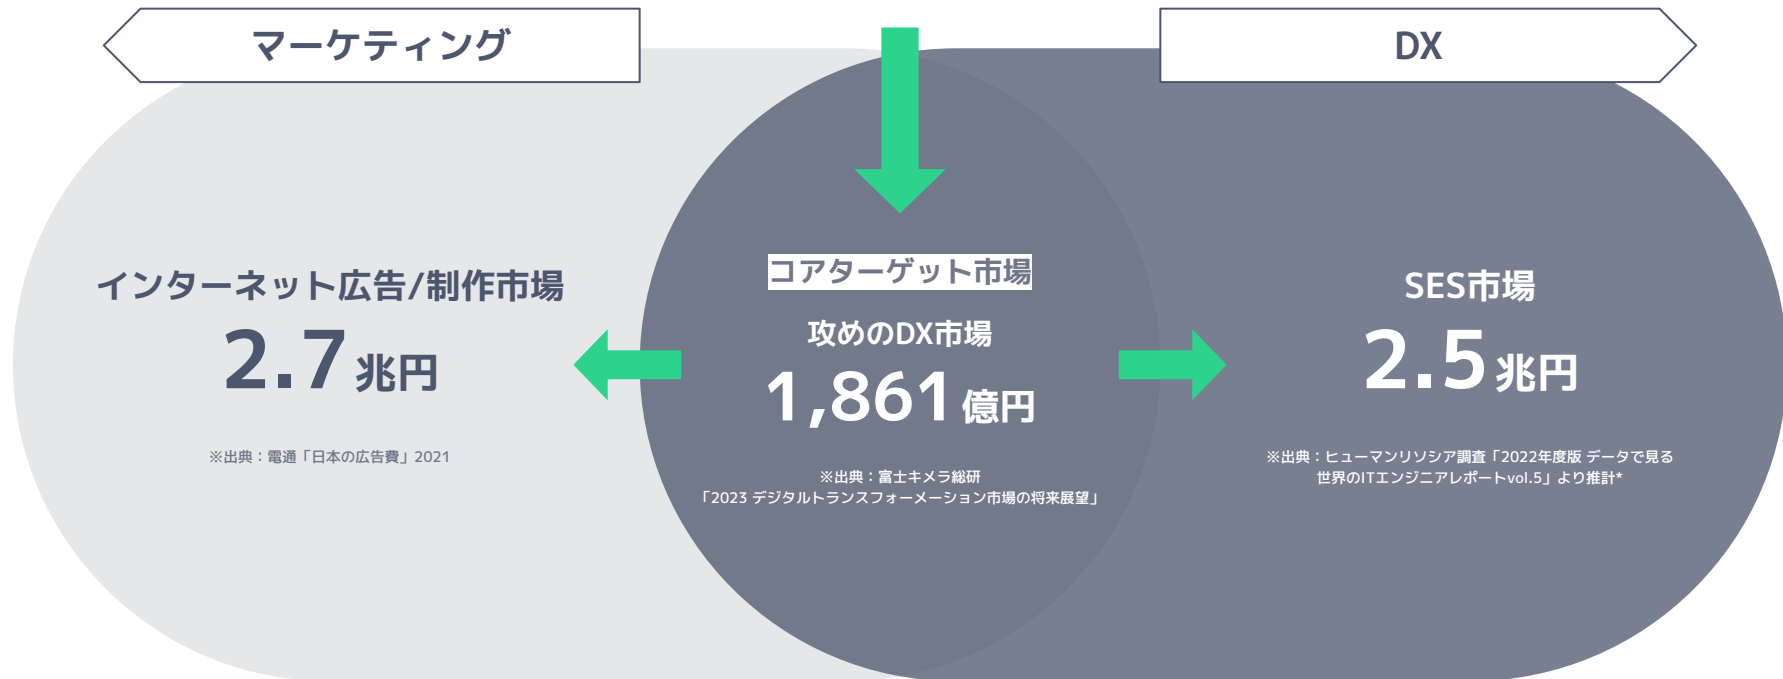 マーケティング
DX
インターネット広告/制作市場
2.7兆円
※出典：電通「日本の広告費」2021
コアターゲット市場
攻めのDX市場
1,861億円
※出典：富士キメラ総研
「2023 デジタルトランスフォーメーション市場の将来展望」
SES市場
2.5兆円
※出典：ヒューマンリソシア調査「2022年度版 データで見る
世界のITエンジニアレポートvol.5」より推計*